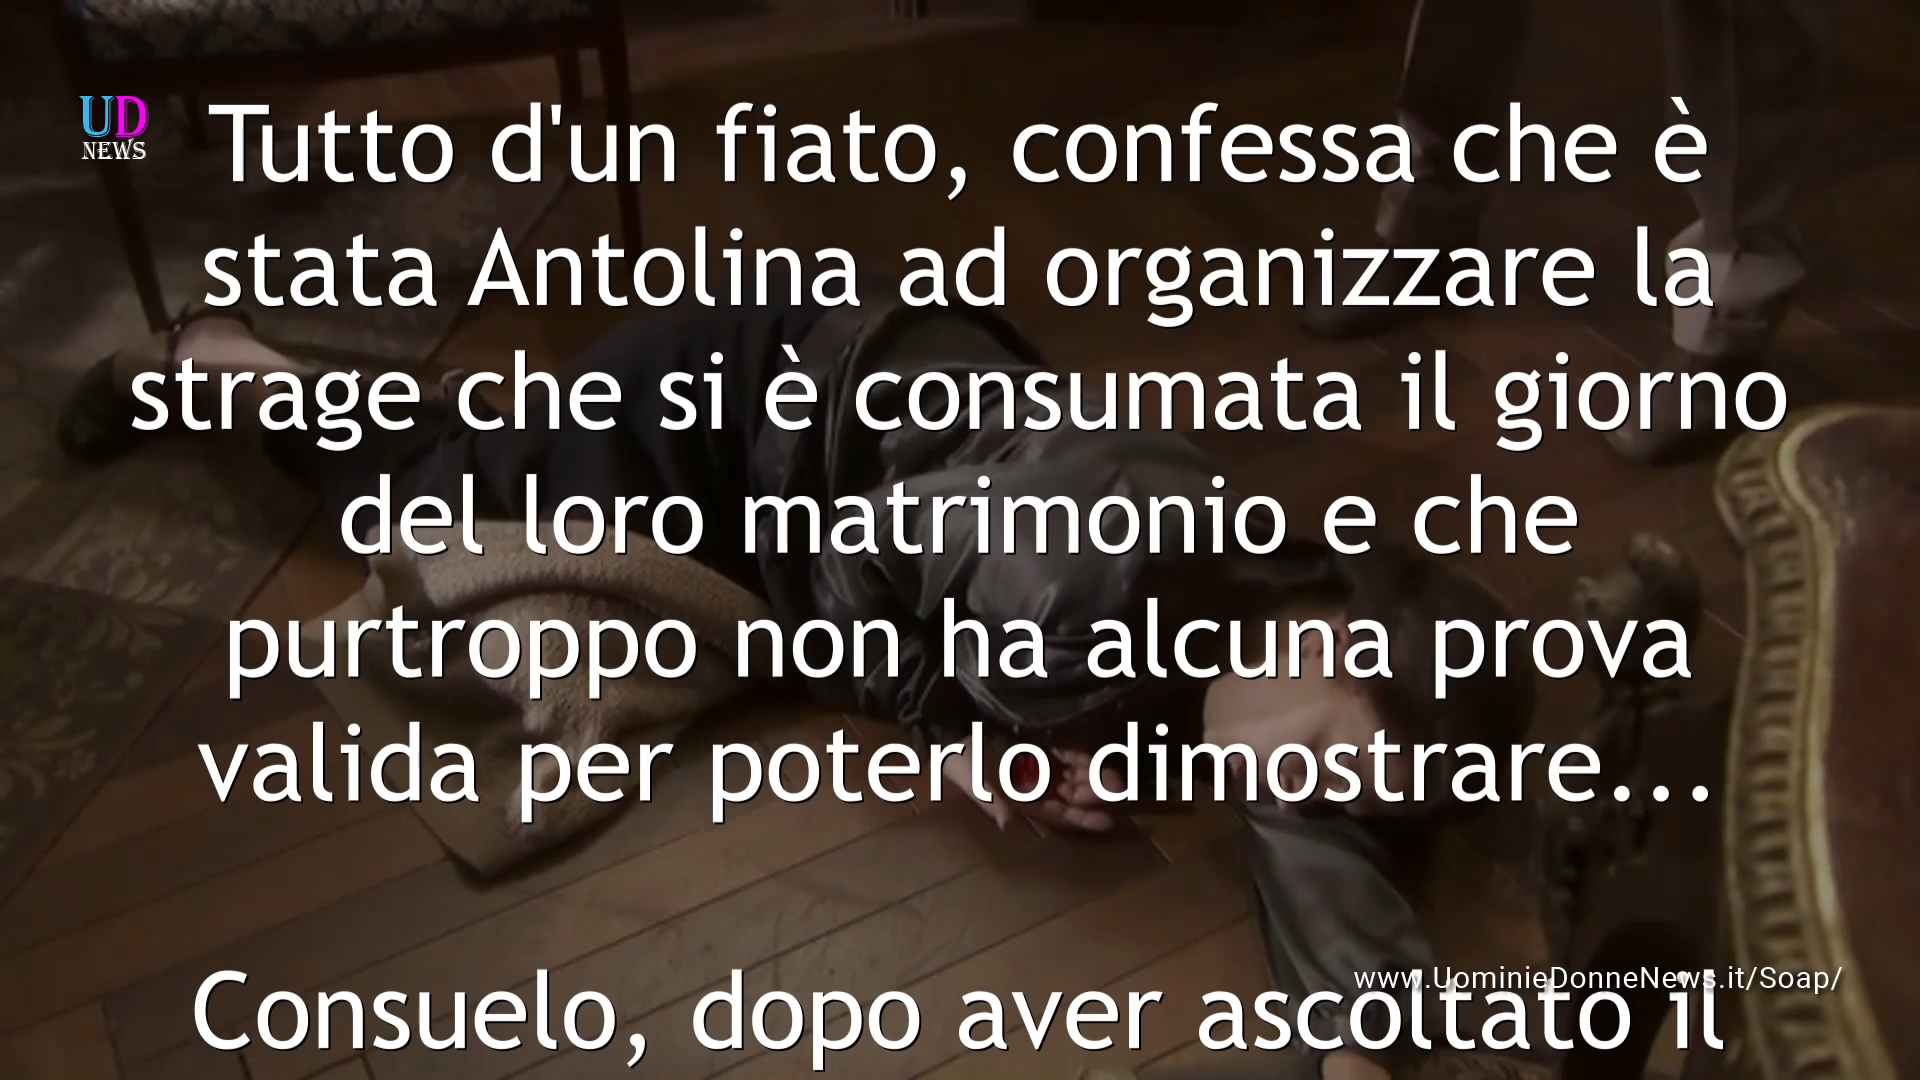 UD
NEWS
Tutto d'un fiato, confessa che è
stata Antolina ad organizzare la
strage che si è consumata il giorno
del loro matrimonio e che
purtroppo non ha alcuna prova
valida per poterlo dimostrare...
www.UominieDonneNews.it/Soap/
Consuelo, dopo aver ascoltato il